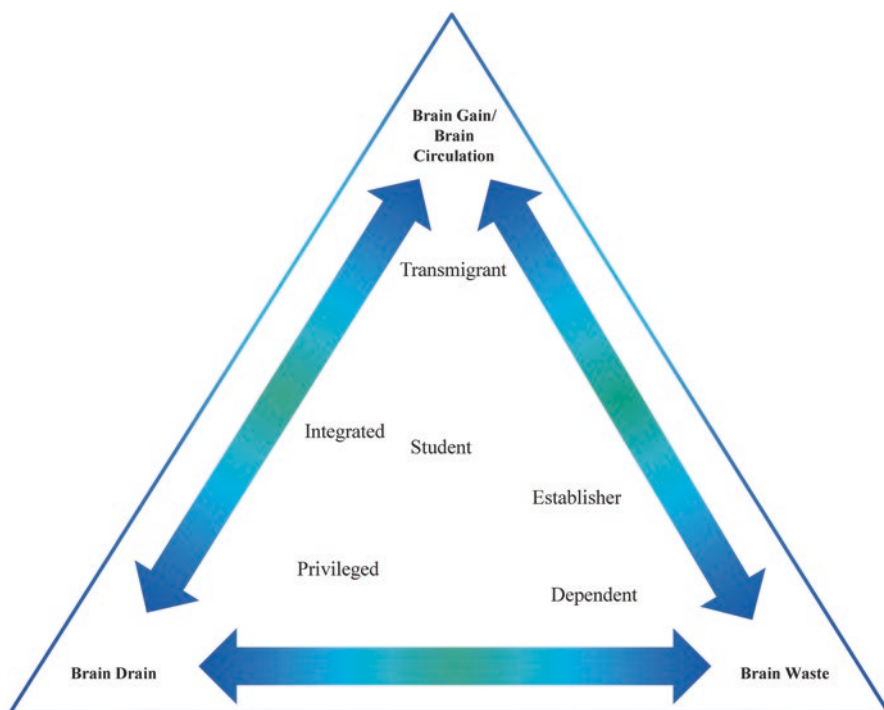 Brain Gain/
Brain
Circulation
Transmigrant
Integrated
Student
Establisher
Privileged
Dependent
Brain Drain
Brain Waste